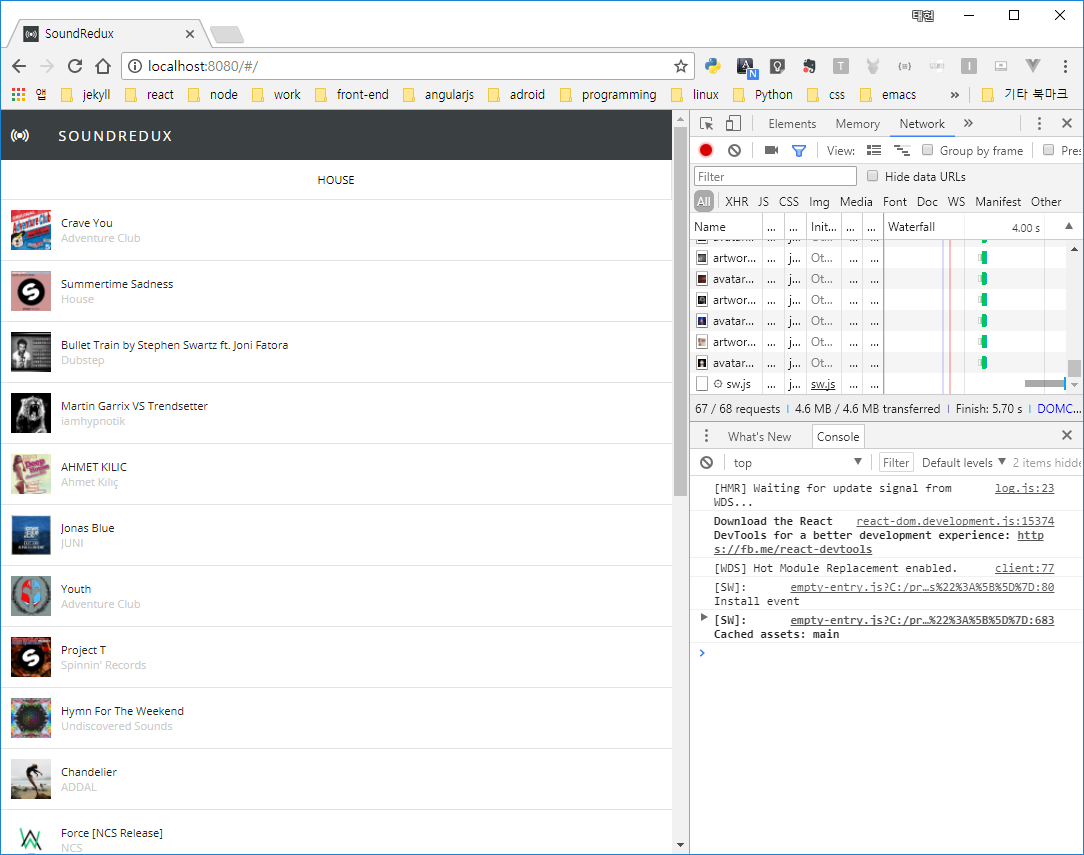 태현
SoundRedux
localhost:8080/#/
앱 jekyll react node work front-end angularjs adroid programming linux Python css emacs » 기타 북마크
SOUNDREDUX
HOUSE
Crave You
Adventure Club
Summertime Sadness
House
Bullet Train by Stephen Swartz ft. Joni Fatora
Dubstep
Martin Garrix VS Trendsetter
iamhypnotik
AHMET KILIC
Ahmet Kılıç
Jonas Blue
JUNI
Youth
Adventure Club
Project T
Spinnin' Records
Hymn For The Weekend
Undiscovered Sounds
Chandelier
ADDAL
Force [NCS Release]
NCS
Elements Memory Network »
View: Group by frame Pres
Filter Hide data URLs
All XHR JS CSS Img Media Font Doc WS Manifest Other
Name ... ... Init... ... ... Waterfall 4.00 s
artwor... ... j... Ot... ... ...
avatar... ... j... Ot... ... ...
artwor... ... j... Ot... ... ...
avatar... ... j... Ot... ... ...
artwor... ... j... Ot... ... ...
avatar... ... j... Ot... ... ...
sw.js ... j... sw.js ... ...
67 / 68 requests | 4.6 MB / 4.6 MB transferred | Finish: 5.70 s | DOMC...
What's New Console
top Filter Default levels 2 items hidde
[HMR] Waiting for update signal from log.js:23
WDS...
Download the React react-dom.development.js:15374
DevTools for a better development experience: http
s://fb.me/react-devtools
[WDS] Hot Module Replacement enabled. client:77
[SW]: empty-entry.js?C:/pr…s%22%3A%5B%5D%7D:80
Install event
[SW]: empty-entry.js?C:/pr…%22%3A%5B%5D%7D:683
Cached assets: main